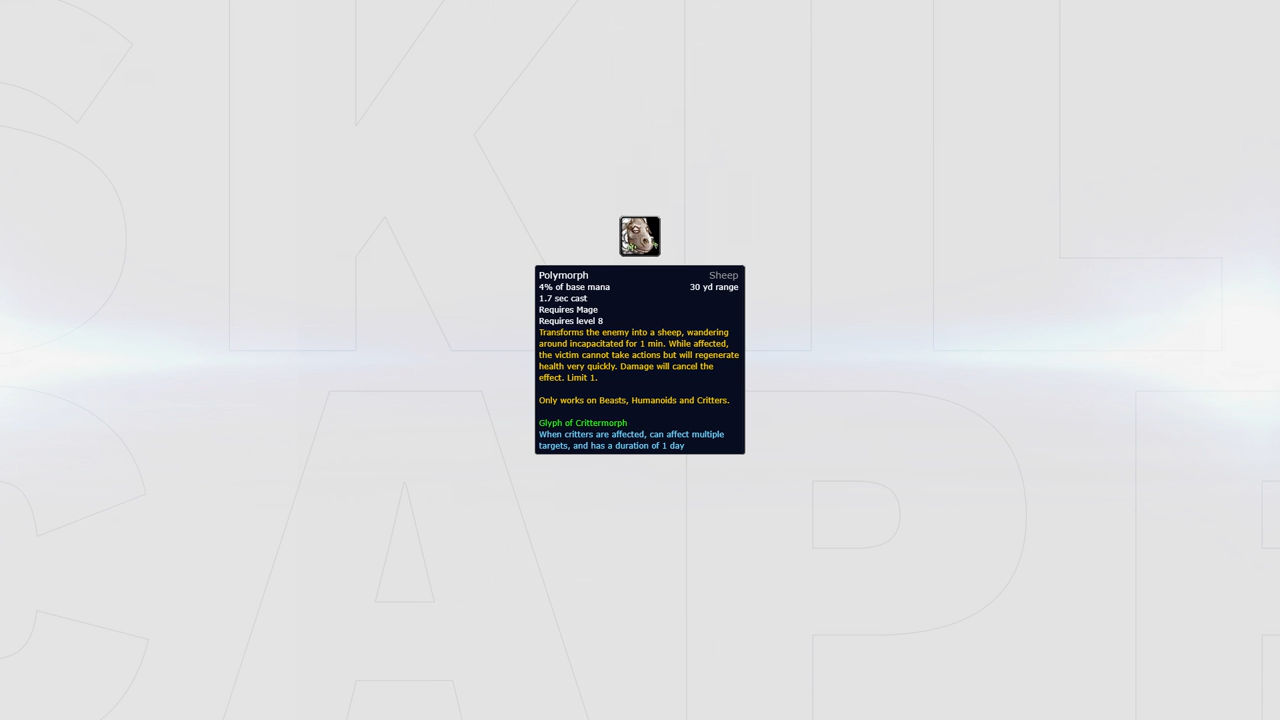 SKILL
CAPE
Polymorph Sheep
4% of base mana 30 yd range
1.7 sec cast
Requires Mage
Requires level 8
Transforms the enemy into a sheep, wandering
around incapacitated for 1 min. While affected,
the victim cannot take actions but will regenerate
health very quickly. Damage will cancel the
effect. Limit 1.
Only works on Beasts, Humanoids and Critters.
Glyph of Crittermorph
When critters are affected, can affect multiple
targets, and has a duration of 1 day